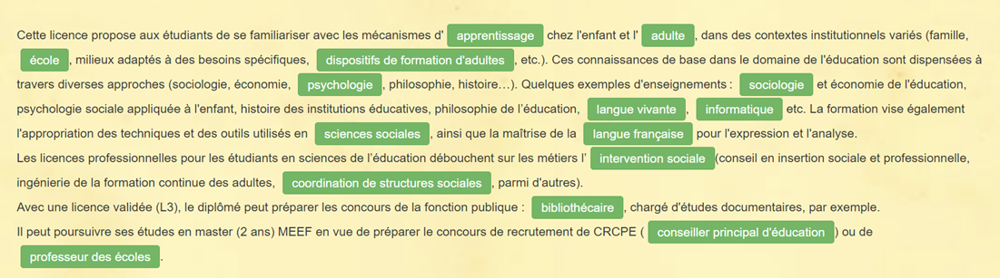 Cette licence propose aux étudiants de se familiariser avec les mécanismes d' apprentissage chez l'enfant et l' adulte , dans des contextes institutionnels variés (famille,
école , milieux adaptés à des besoins spécifiques, dispositifs de formation d'adultes , etc.). Ces connaissances de base dans le domaine de l'éducation sont dispensées à
travers diverses approches (sociologie, économie, psychologie , philosophie, histoire…). Quelques exemples d'enseignements : sociologie et économie de l'éducation,
psychologie sociale appliquée à l'enfant, histoire des institutions éducatives, philosophie de l'éducation, langue vivante , informatique etc. La formation vise également
l'appropriation des techniques et des outils utilisés en sciences sociales , ainsi que la maîtrise de la langue française pour l'expression et l'analyse.
Les licences professionnelles pour les étudiants en sciences de l'éducation débouchent sur les métiers l' intervention sociale (conseil en insertion sociale et professionnelle,
ingénierie de la formation continue des adultes, coordination de structures sociales , parmi d'autres).
Avec une licence validée (L3), le diplômé peut préparer les concours de la fonction publique : bibliothécaire , chargé d'études documentaires, par exemple.
Il peut poursuivre ses études en master (2 ans) MEEF en vue de préparer le concours de recrutement de CRCPE ( conseiller principal d'éducation ) ou de
professeur des écoles .